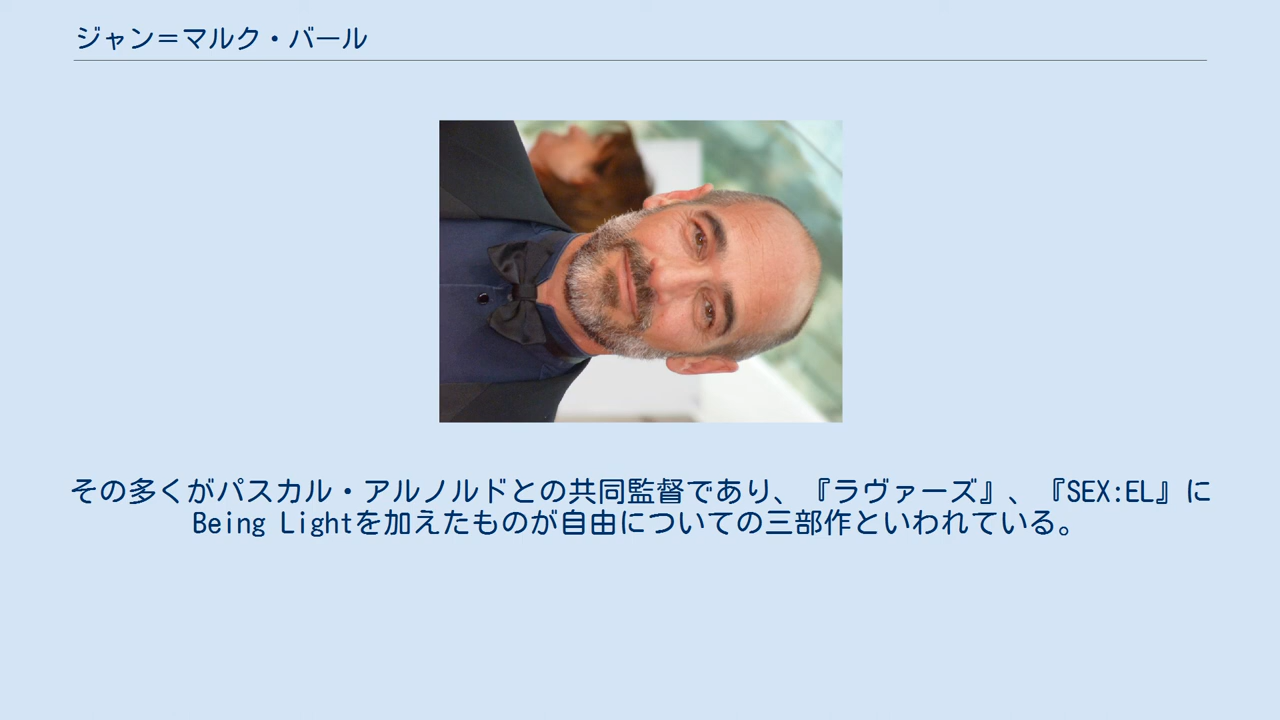 ジャン＝マルク・バール
その多くがパスカル・アルノルドとの共同監督であり、『ラヴァーズ』、『SEX:EL』に
Being Lightを加えたものが自由についての三部作といわれている。